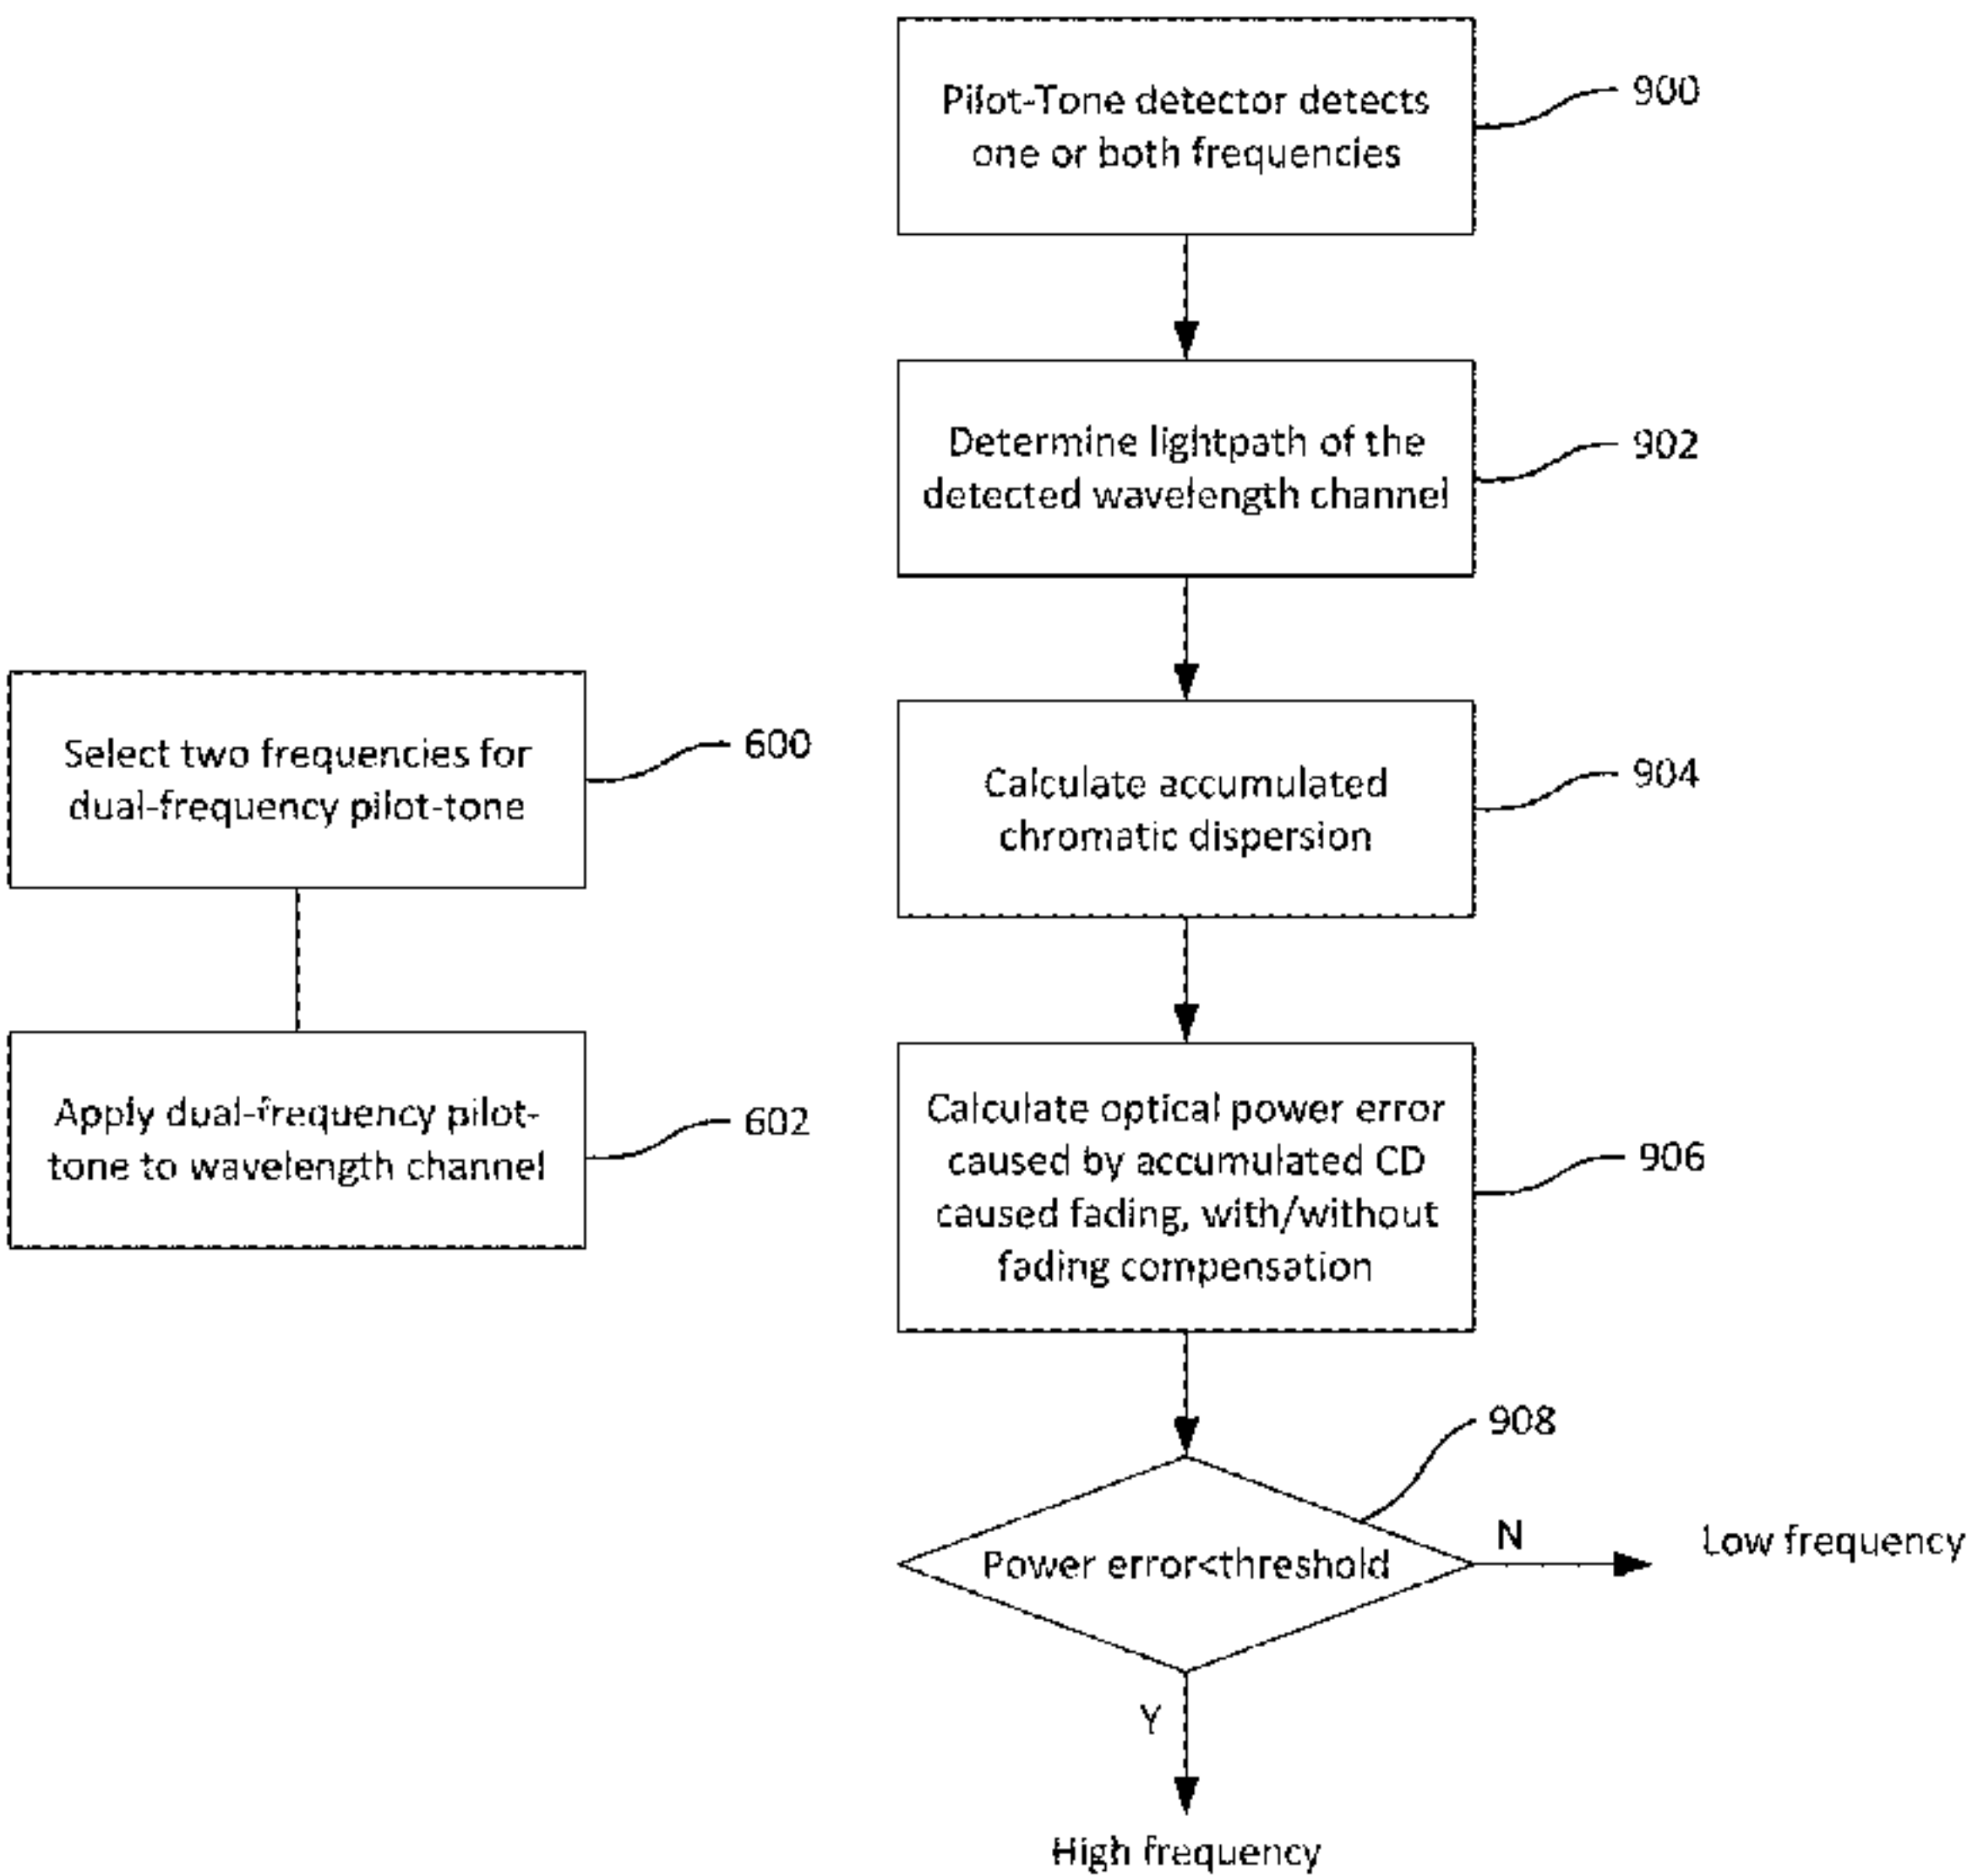 Pilot-Tone detector detects
one or both frequencies
900
Determine lightpath of the
detected wavelength channel
902
Select two frequencies for
dual-frequency pilot-tone
600
Calculate accumulated
chromatic dispersion
904
Apply dual-frequency pilot-
tone to wavelength channel
602
Calculate optical power error
caused by accumulated CD
caused fading, with/without
fading compensation
906
908
Power error<threshold
N
Low frequency
Y
High frequency